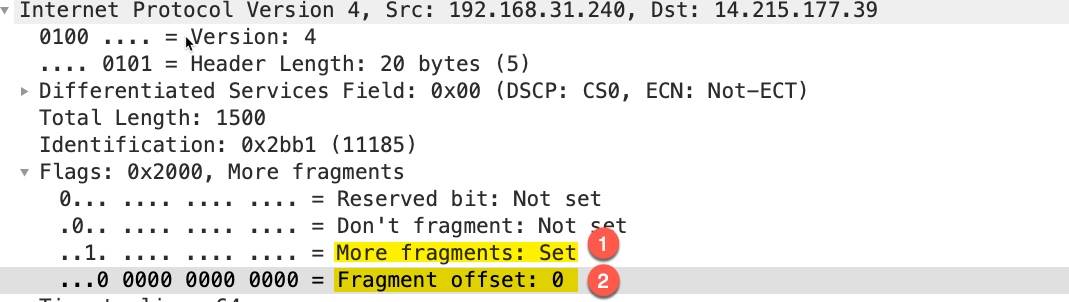 Internet Protocol Version 4, Src: 192.168.31.240, Dst: 14.215.177.39
0100 .... = Version: 4
.... 0101 = Header Length: 20 bytes (5)
Differentiated Services Field: 0x00 (DSCP: CS0, ECN: Not-ECT)
Total Length: 1500
Identification: 0x2bb1 (11185)
Flags: 0x2000, More fragments
0... .... .... .... = Reserved bit: Not set
.0.. .... .... .... = Don't fragment: Not set
..1. .... .... .... = More fragments: Set 1
...0 0000 0000 0000 = Fragment offset: 0 2